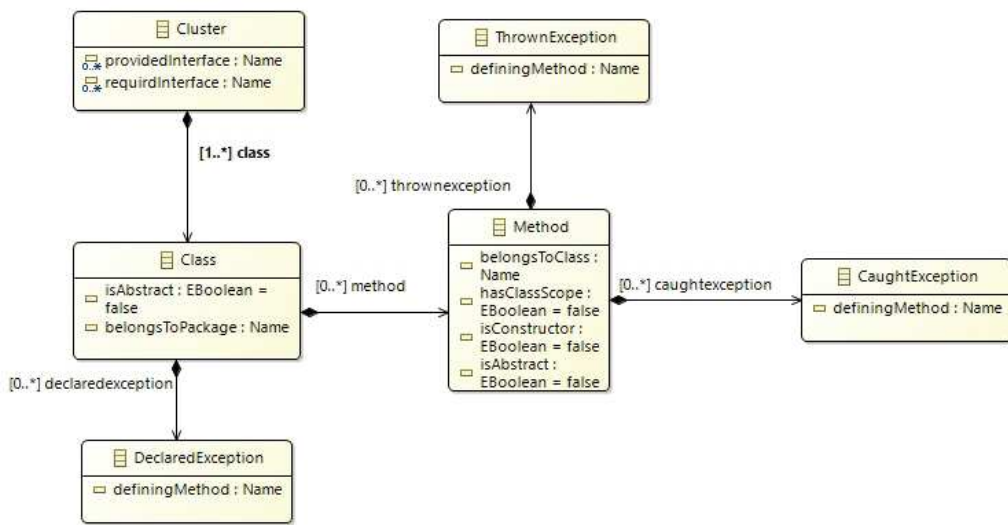 Cluster
0..* providedInterface : Name
0..* requirdInterface : Name
ThrownException
definingMethod : Name
[1..*] class
[0..*] thrownexception
Class
isAbstract : EBoolean =
false
belongsToPackage : Name
[0..*] method
Method
belongsToClass :
Name
hasClassScope :
EBoolean = false
isConstructor :
EBoolean = false
isAbstract :
EBoolean = false
[0..*] caughtexception
CaughtException
definingMethod : Name
[0..*] declaredexception
DeclaredException
definingMethod : Name